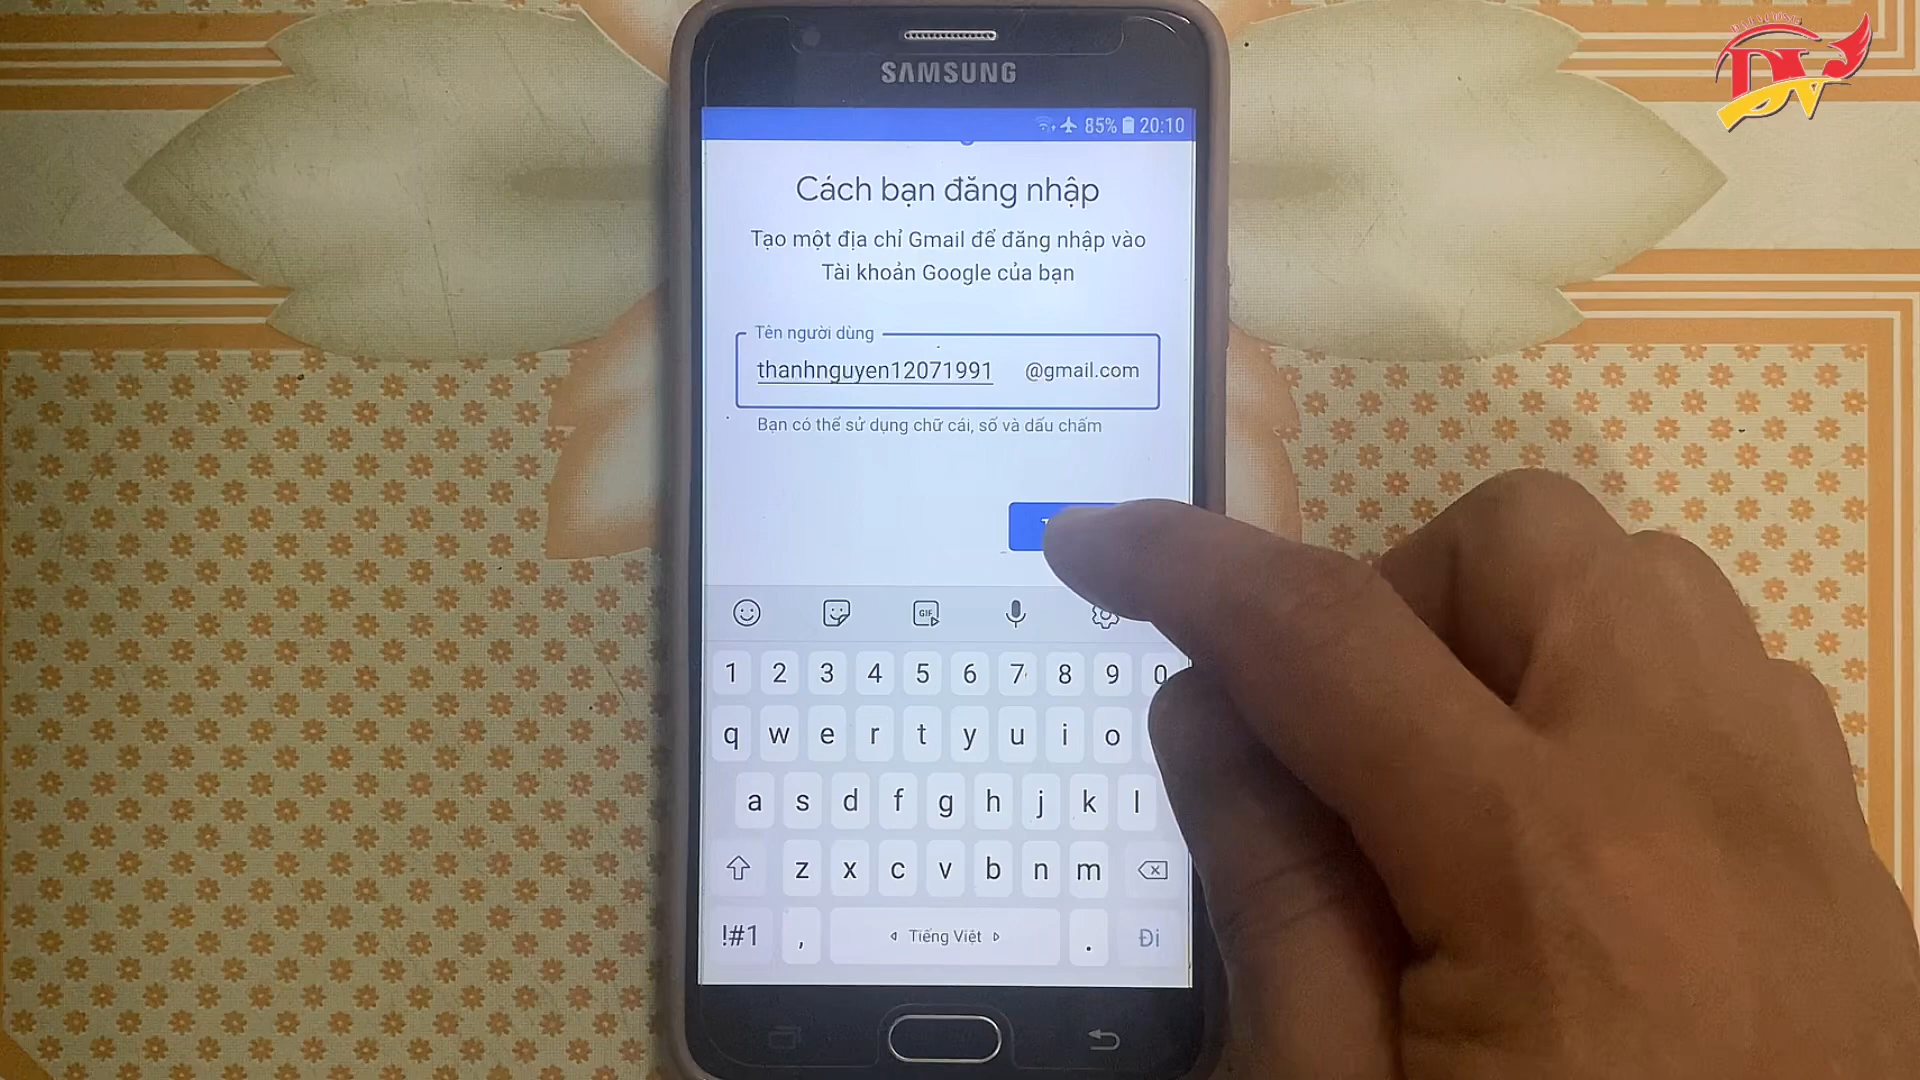 SAMSUNG
85% 20:10
Cách bạn đăng nhập
Tạo một địa chỉ Gmail để đăng nhập vào
Tài khoản Google của bạn
Tên người dùng
thanhnguyen12071991 @gmail.com
Bạn có thể sử dụng chữ cái, số và dấu chấm
GIF
1 2 3 4 5 6 7 8 9 0
q w e r t y u i o
a s d f g h j k l
z x c v b n m
!#1 , Tiếng Việt . Đi